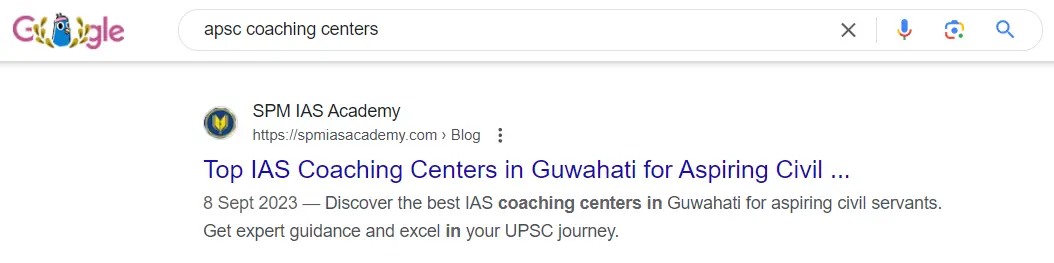 Google
apsc coaching centers
SPM IAS Academy
https://spmiasacademy.com › Blog
Top IAS Coaching Centers in Guwahati for Aspiring Civil ...
8 Sept 2023 — Discover the best IAS coaching centers in Guwahati for aspiring civil servants.
Get expert guidance and excel in your UPSC journey.